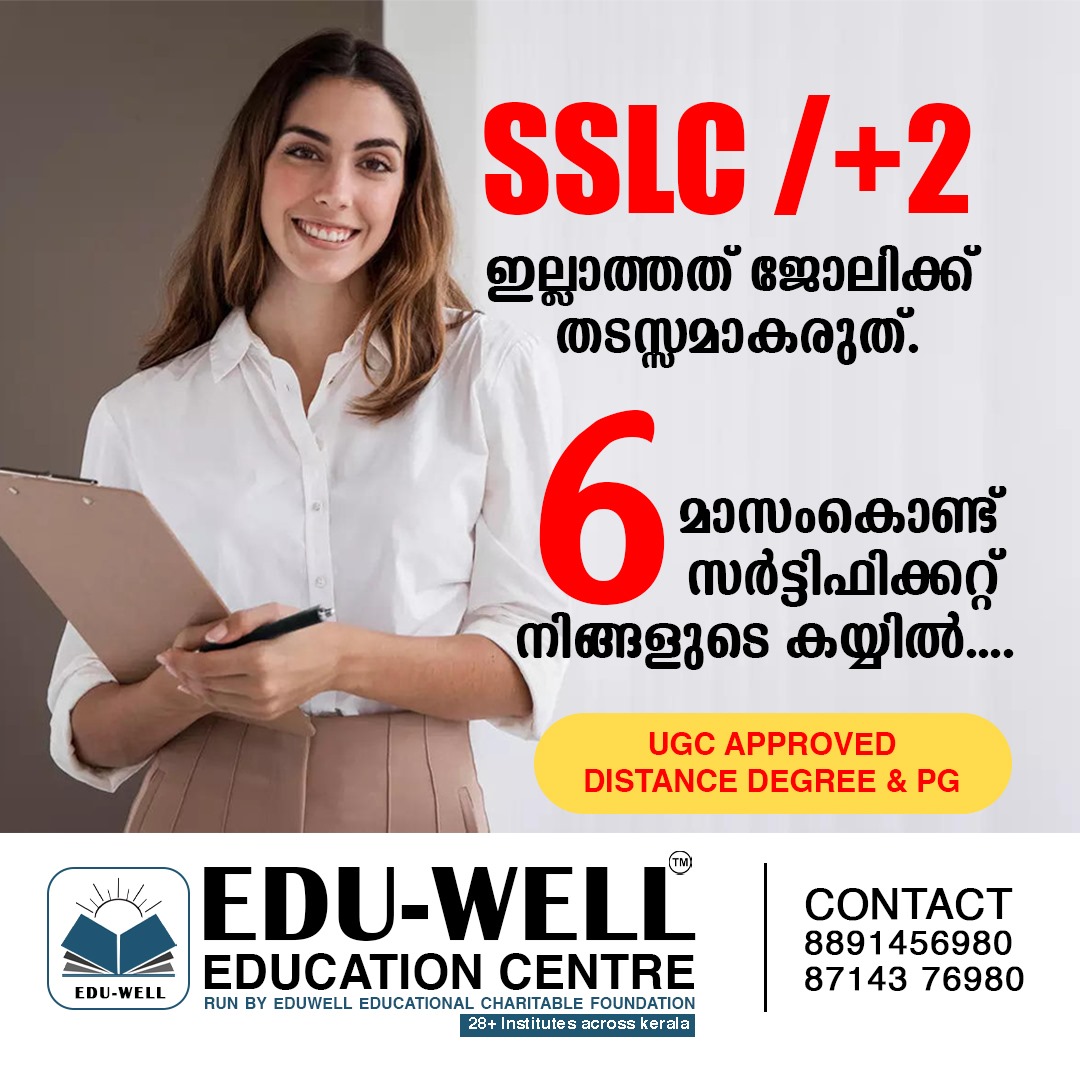 SSLC /+2
ഇല്ലാത്തത് ജോലിക്ക്
തടസ്സമാകരുത്.
6 മാസംകൊണ്ട്
സർട്ടിഫിക്കറ്റ്
നിങ്ങളുടെ കയ്യിൽ....
UGC APPROVED
DISTANCE DEGREE & PG
EDU-WELL
EDU-WELL TM
EDUCATION CENTRE
RUN BY EDUWELL EDUCATIONAL CHARITABLE FOUNDATION
28+ Institutes across kerala
CONTACT
8891456980
87143 76980